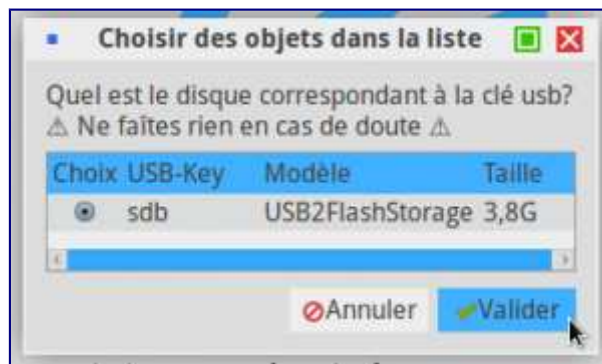 Choisir des objets dans la liste
Quel est le disque correspondant à la clé usb?
⚠ Ne faîtes rien en cas de doute ⚠
Choix USB-Key Modèle Taille
sdb USB2FlashStorage 3,8G
Annuler Valider